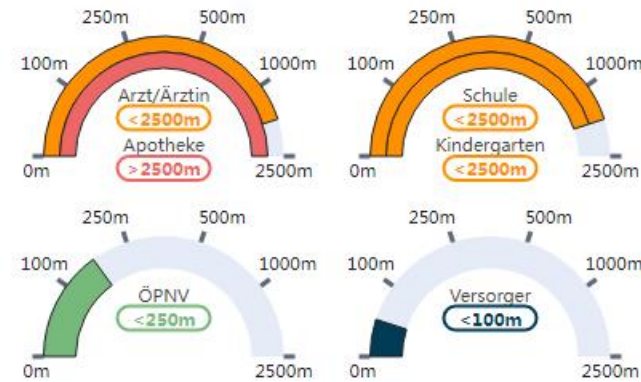 250m 500m
100m 1000m
Arzt/Ärztin
<2500m
Apotheke
>2500m
0m 2500m
250m 500m
100m 1000m
Schule
<2500m
Kindergarten
<2500m
0m 2500m
250m 500m
100m 1000m
ÖPNV
<250m
0m 2500m
250m 500m
100m 1000m
Versorger
<100m
0m 2500m